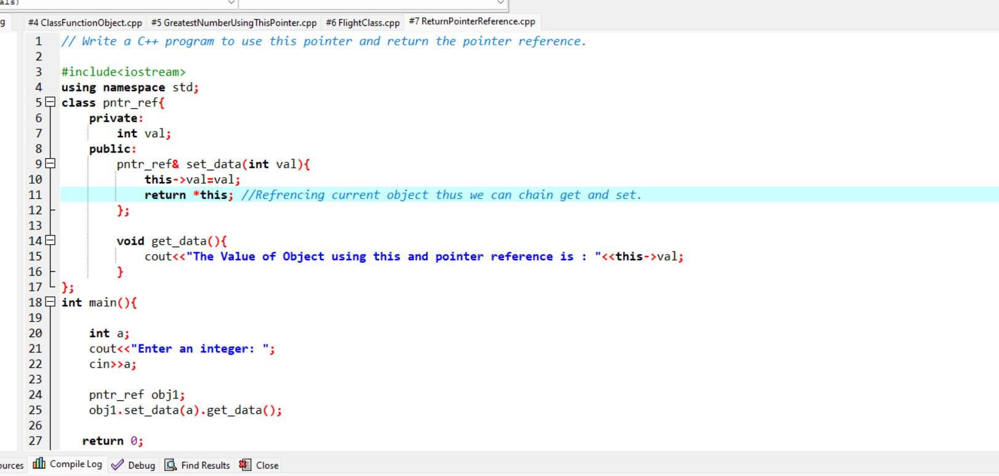 als)
g #4 ClassFunctionObject.cpp #5 GreatestNumberUsingThisPointer.cpp #6 FlightClass.cpp #7 ReturnPointerReference.cpp
1 // Write a C++ program to use this pointer and return the pointer reference.
2
3 #include<iostream>
4 using namespace std;
5 class pntr_ref{
6 private:
7 int val;
8 public:
9 pntr_ref& set_data(int val){
10 this->val=val;
11 return *this; //Refrencing current object thus we can chain get and set.
12 };
13
14 void get_data(){
15 cout<<"The Value of Object using this and pointer reference is : "<<this->val;
16 }
17 };
18 int main(){
19
20 int a;
21 cout<<"Enter an integer: ";
22 cin>>a;
23
24 pntr_ref obj1;
25 obj1.set_data(a).get_data();
26
27 return 0;
ources Compile Log Debug Find Results Close